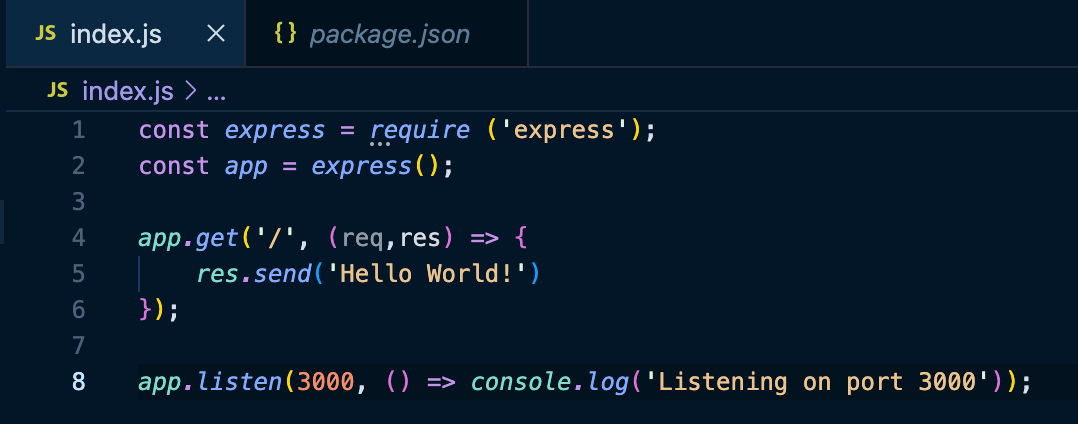 JS index.js × {} package.json
JS index.js > ...
1 const express = require ('express');
2 const app = express();
3
4 app.get('/', (req,res) => {
5     res.send('Hello World!')
6 });
7
8 app.listen(3000, () => console.log('Listening on port 3000'));